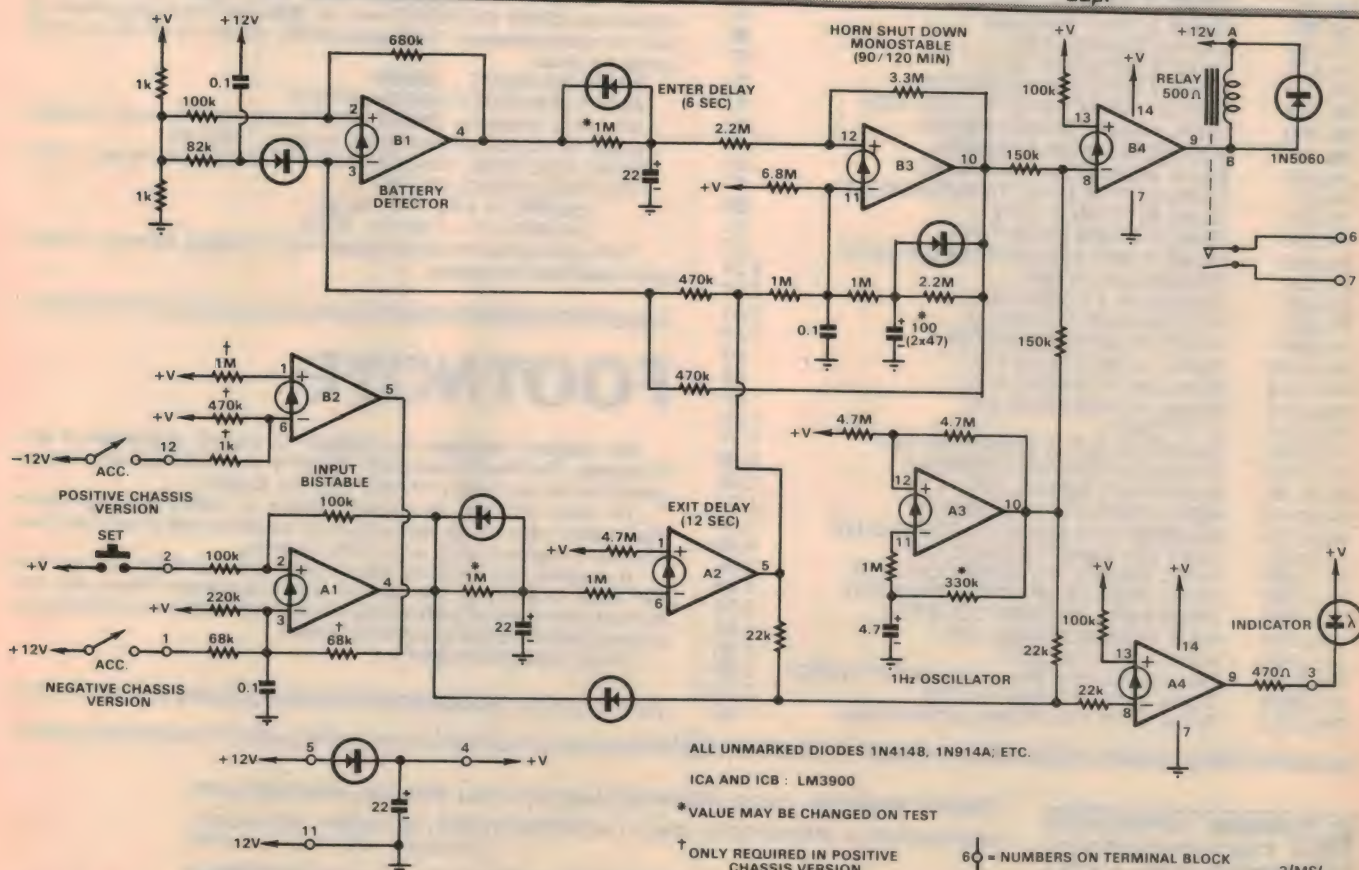 +V
+12V
680k
0.1
1k
100k
2
+
B1
4
82k
-
3
1k
BATTERY
DETECTOR
ENTER DELAY
(6 SEC)
*1M
22
+
-
2.2M
HORN SHUT DOWN
MONOSTABLE
(90/120 MIN)
3.3M
12
+
B3
10
+V
6.8M
-
11
150k
470k
1M
1M
2.2M
*
0.1
+
-
100
(2x47)
470k
+V
+V
100k
14
13
+
B4
9
-
8
7
+12V
A
RELAY
500Ω
B
1N5060
6
7
150k
†
1M
+V
1
+
B2
5
†
470k
+V
-
6
†
1k
-12V
ACC.
12
POSITIVE CHASSIS
VERSION
INPUT
BISTABLE
100k
SET
+V
2
100k
2
+
A1
4
220k
+V
-
3
+12V
ACC.
1
68k
†
68k
NEGATIVE CHASSIS
VERSION
0.1
*
1M
22
+
-
1M
EXIT DELAY
(12 SEC)
+V
4.7M
1
+
A2
5
-
6
22k
+V
4.7M
4.7M
12
+
A3
10
-
11
1M
*
330k
4.7
+
-
1Hz OSCILLATOR
22k
22k
+V
+V
100k
14
13
+
A4
9
-
8
7
470Ω
3
+V
INDICATOR
λ
+12V
5
4
+V
22
+
-
12V
11
ALL UNMARKED DIODES 1N4148, 1N914A, ETC.
ICA AND ICB : LM3900
* VALUE MAY BE CHANGED ON TEST
† ONLY REQUIRED IN POSITIVE
CHASSIS VERSION
6 = NUMBERS ON TERMINAL BLOCK